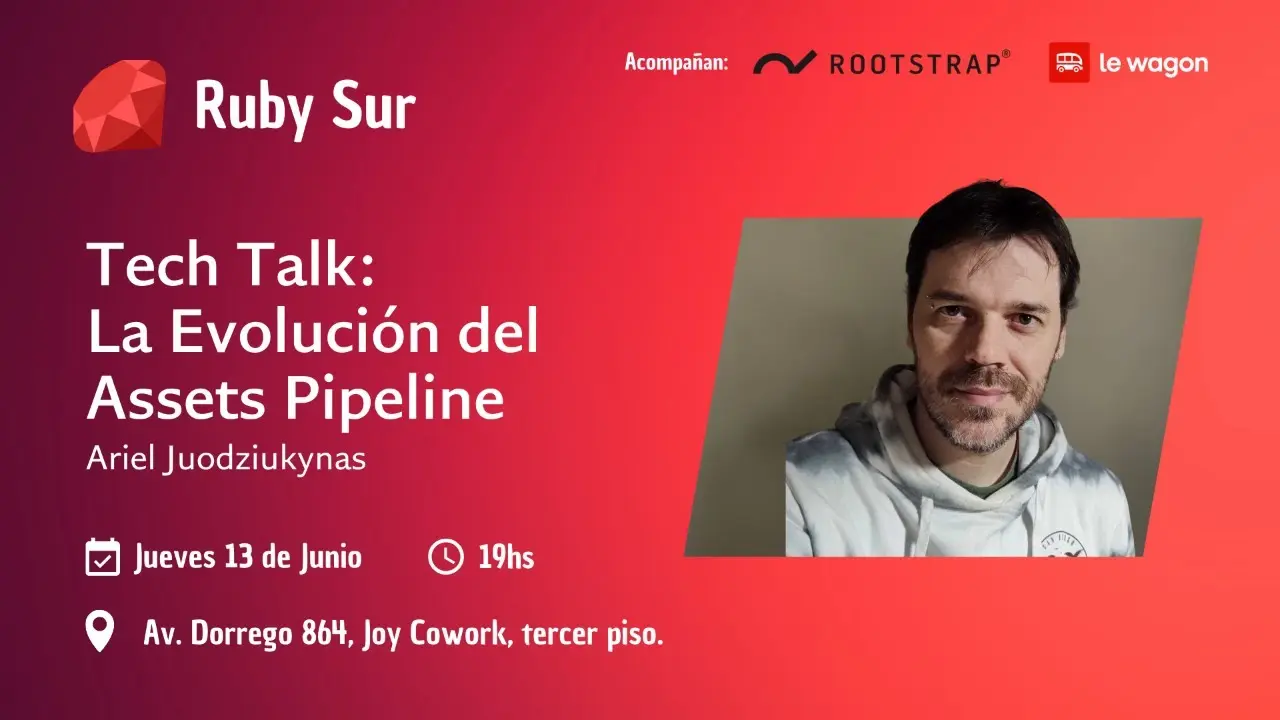 Acompañan:
ROOTSTRAP®
le wagon
Ruby Sur
Tech Talk:
La Evolución del
Assets Pipeline
Ariel Juodziukynas
Jueves 13 de Junio
19hs
Av. Dorrego 864, Joy Cowork, tercer piso.